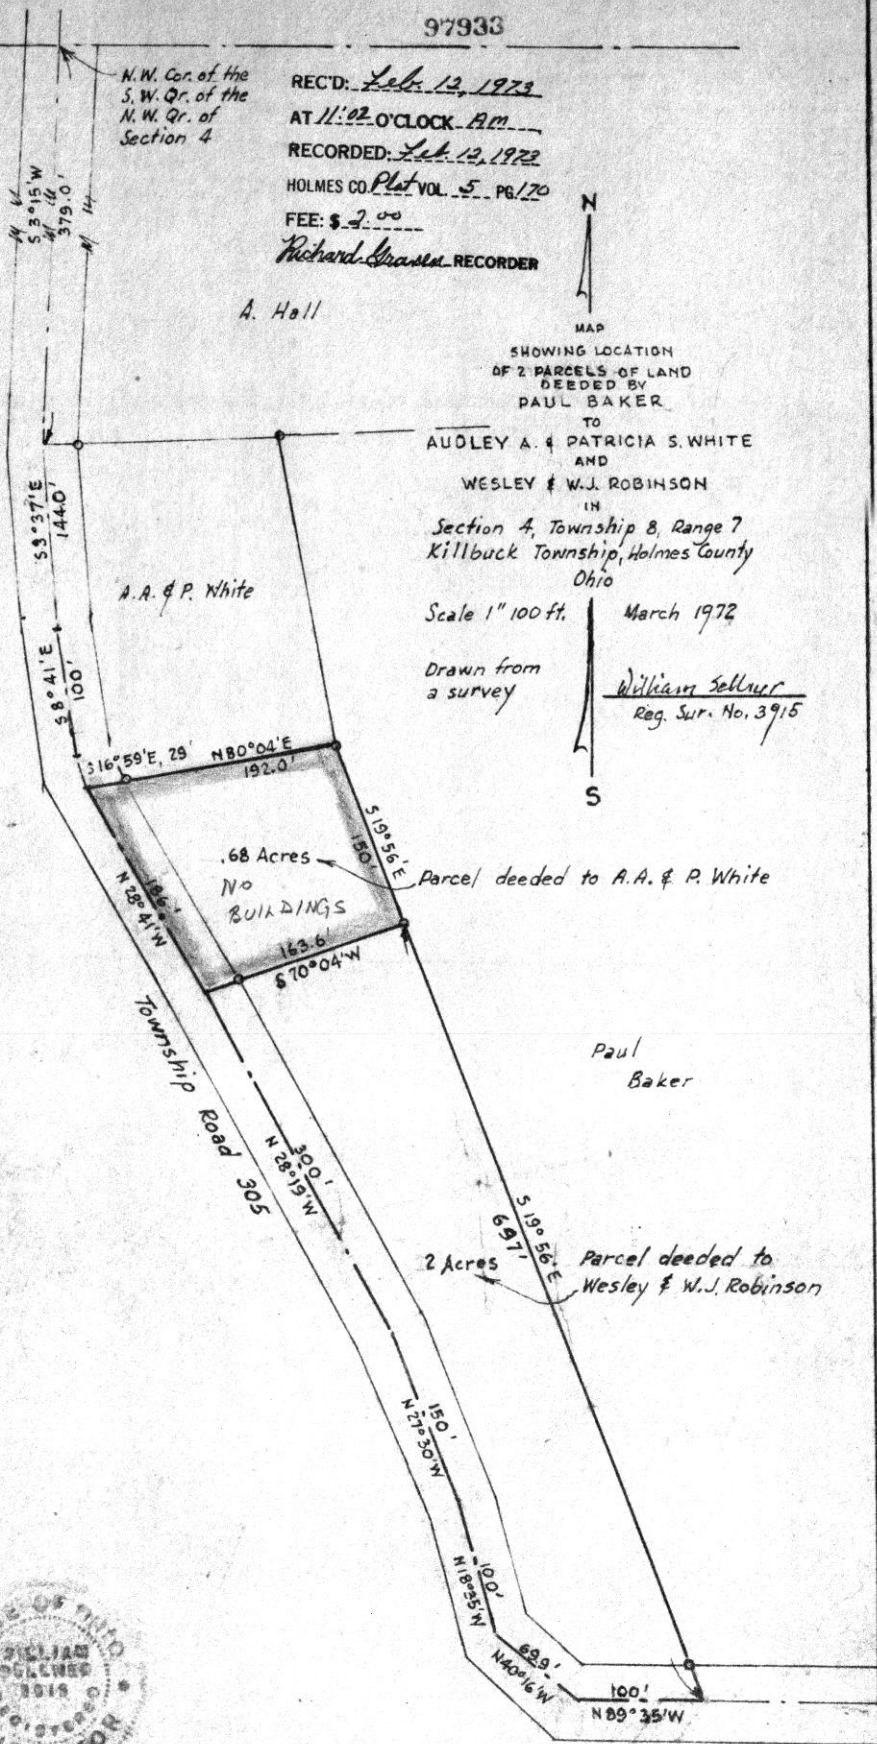 97933
N.W. Cor. of the
S.W. Qr. of the
N.W. Qr. of
Section 4
REC'D: Feb. 12, 1973
AT 11:02 O'CLOCK Am
RECORDED: Feb. 12, 1973
HOLMES CO. Plat VOL. 5 PG. 170
FEE: $ 2.00
Richard RECORDER
S 3°15'W
379.0'
N
A. Hall
MAP
SHOWING LOCATION
OF 2 PARCELS OF LAND
DEEDED BY
PAUL BAKER
TO
AUDLEY A. & PATRICIA S. WHITE
AND
WESLEY & W.J. ROBINSON
IN
Section 4, Township 8, Range 7
Killbuck Township, Holmes County
Ohio
Scale 1" 100 ft.
March 1972
Drawn from
a survey
William Sellner
Reg. Sur. No. 3915
S
S 3°37'E
144.0'
A.A. & P. White
S 8°41'E
100'
S 16°59'E, 29'
N 80°04'E
192.0'
S 19°56'E
150'
.68 Acres
NO
BUILDINGS
Parcel deeded to A.A. & P. White
186.'
N 28°41'W
163.6'
S 70°04'W
Township Road 305
Paul
Baker
300'
N 28°19'W
S 19°56'E
697'
2 Acres
Parcel deeded to
Wesley & W.J. Robinson
150'
N 27°30'W
100'
N 18°35'W
69.9'
N 40°16'W
100'
N 89°35'W